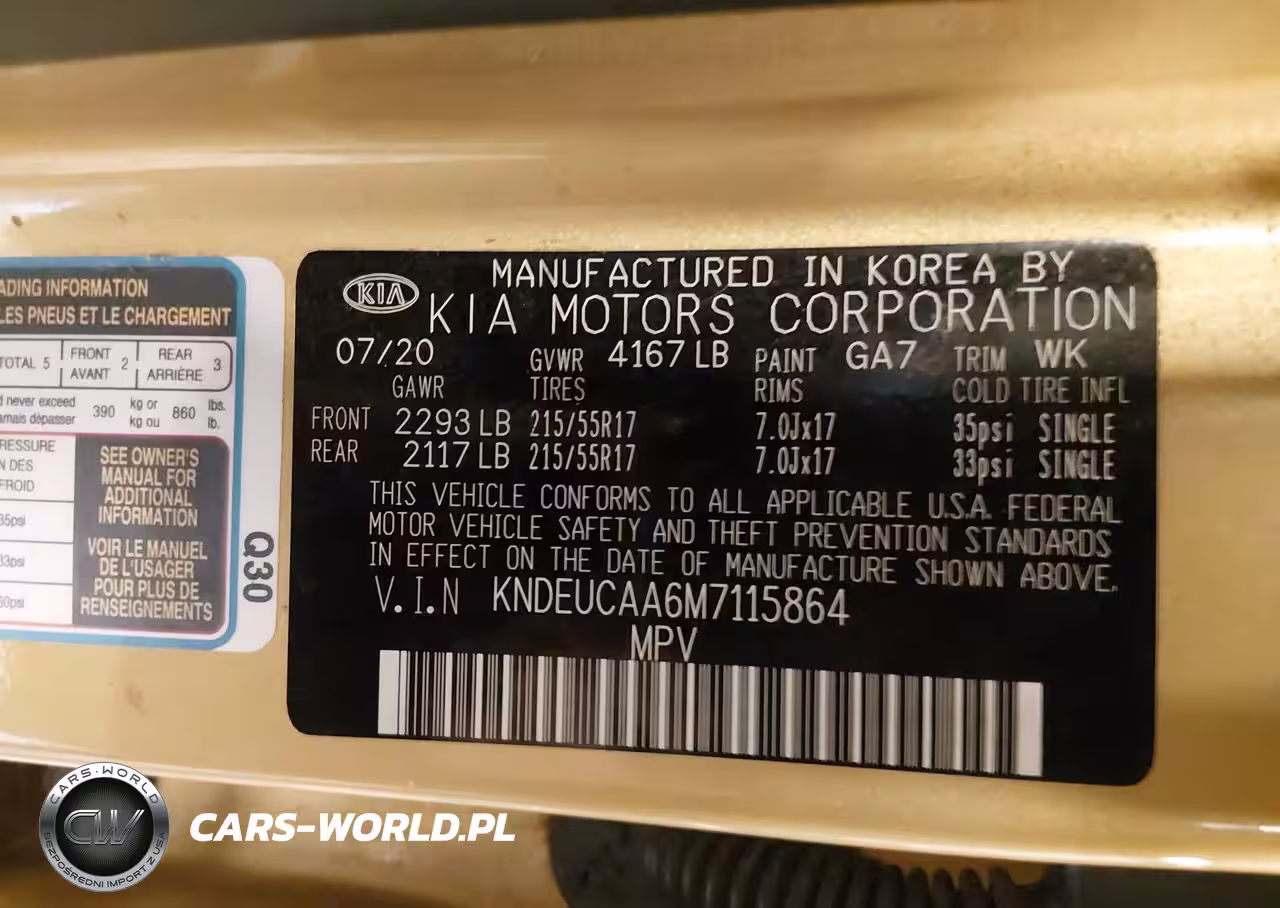 ADING INFORMATION
LES PNEUS ET LE CHARGEMENT
TOTAL 5 FRONT AVANT 2 REAR ARRIÈRE 3
never exceed 390 kg or 860 lbs.
amais dépasser kg ou lb.
RESSURE
N DES
FROID
35psi
33psi
60psi
SEE OWNER'S
MANUAL FOR
ADDITIONAL
INFORMATION
VOIR LE MANUEL
DE L'USAGER
POUR PLUS DE
RENSEIGNEMENTS
Q30
KIA
MANUFACTURED IN KOREA BY
KIA MOTORS CORPORATION
07/20 GVWR 4167 LB PAINT GA7 TRIM WK
GAWR TIRES RIMS COLD TIRE INFL
FRONT 2293 LB 215/55R17 7.0Jx17 35psi SINGLE
REAR 2117 LB 215/55R17 7.0Jx17 33psi SINGLE
THIS VEHICLE CONFORMS TO ALL APPLICABLE U.S.A. FEDERAL
MOTOR VEHICLE SAFETY AND THEFT PREVENTION STANDARDS
IN EFFECT ON THE DATE OF MANUFACTURE SHOWN ABOVE.
V.I.N KNDEUCAA6M7115864
MPV
CARS-WORLD
CW
BEZPOŚREDNI IMPORT Z USA
CARS-WORLD.PL